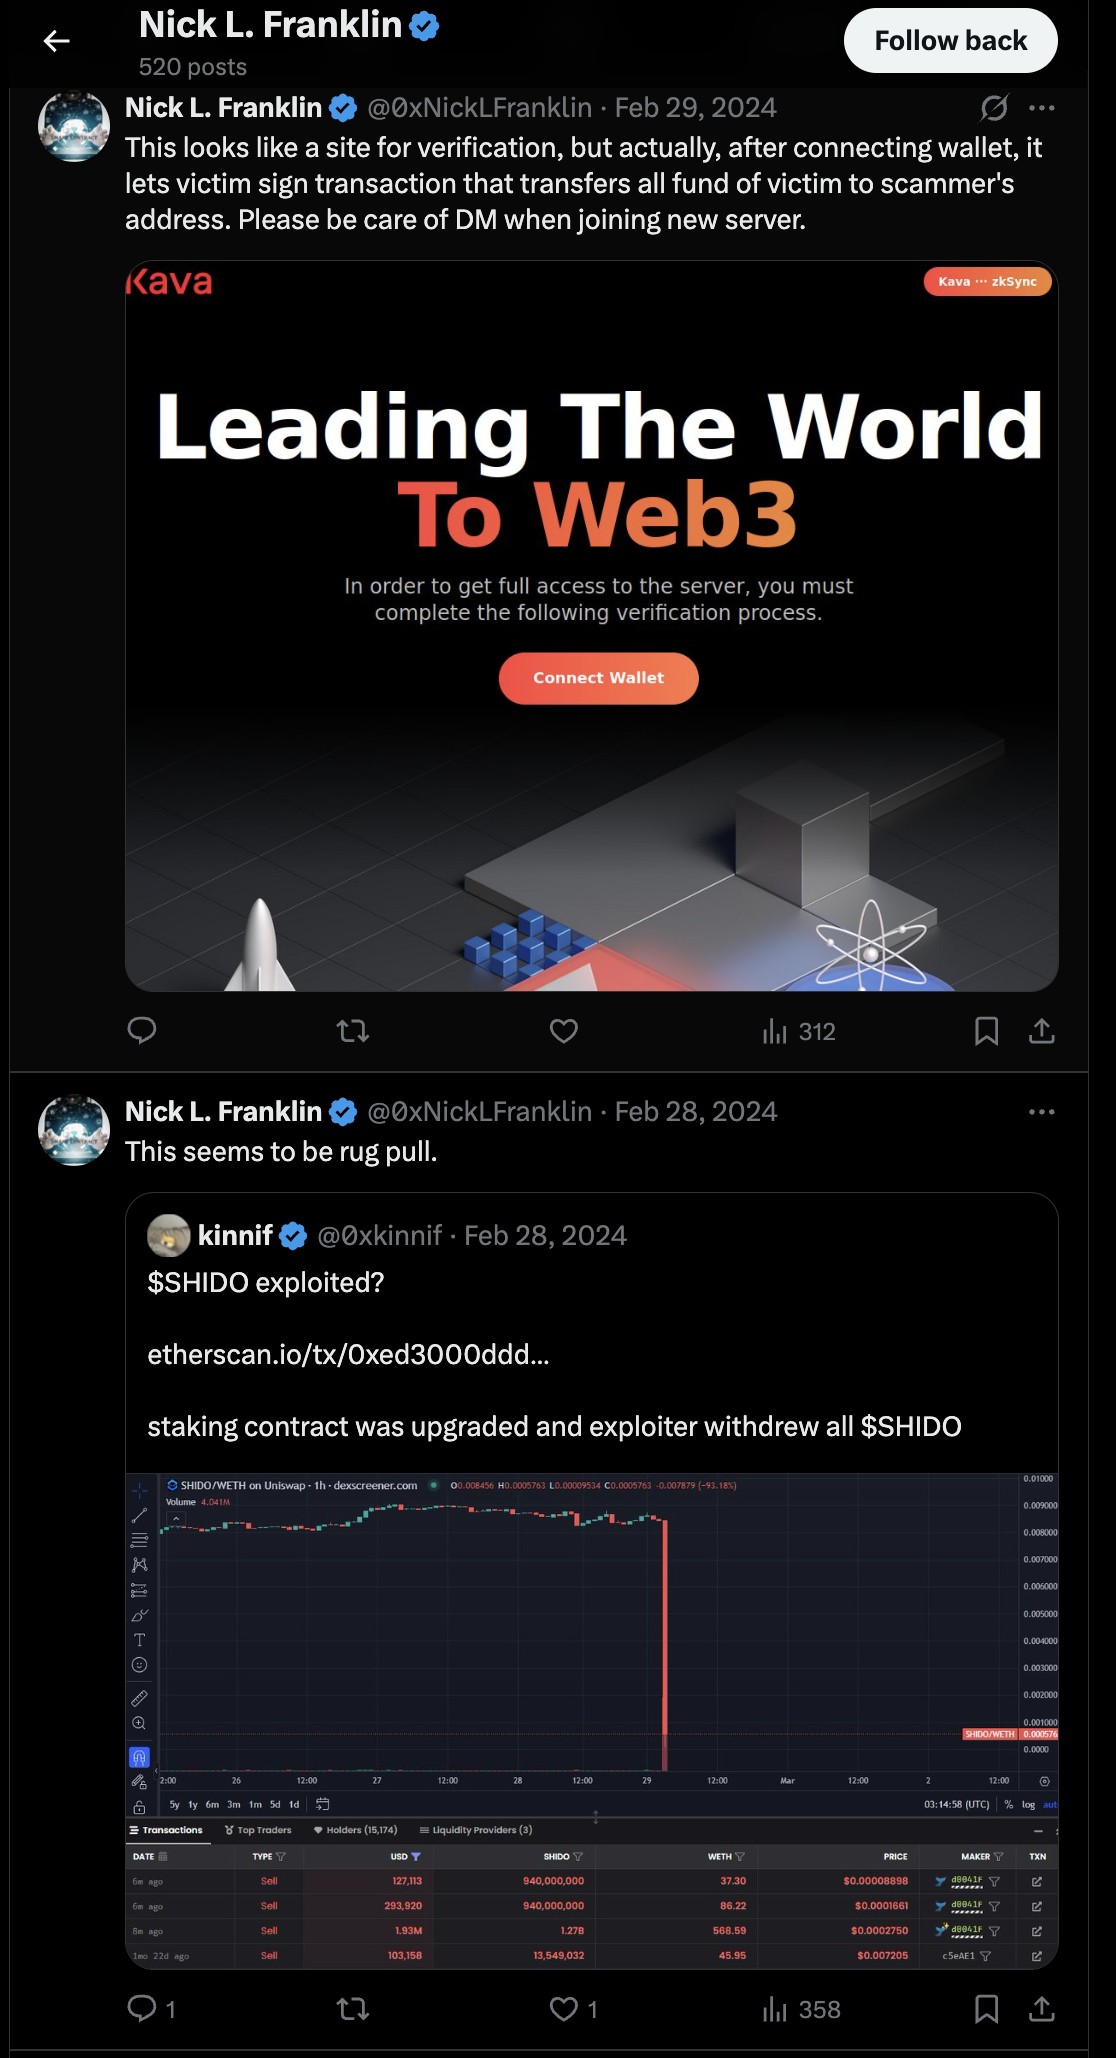 Nick L. Franklin
520 posts
Follow back
Nick L. Franklin @0xNickLFranklin · Feb 29, 2024
This looks like a site for verification, but actually, after connecting wallet, it
lets victim sign transaction that transfers all fund of victim to scammer's
address. Please be care of DM when joining new server.
Kava
Kava ··· zkSync
Leading The World
To Web3
In order to get full access to the server, you must
complete the following verification process.
Connect Wallet
312
Nick L. Franklin @0xNickLFranklin · Feb 28, 2024
This seems to be rug pull.
kinnif @0xkinnif · Feb 28, 2024
$SHIDO exploited?
etherscan.io/tx/0xed3000ddd...
staking contract was upgraded and exploiter withdrew all $SHIDO
SHIDO/WETH on Uniswap · 1h · dexscreener.com O0.008456 H0.0005763 L0.00009534 C0.0005763 -0.007879 (-93.18%)
Volume 4.041M
0.01000
0.009000
0.008000
0.007000
0.006000
0.005000
0.004000
0.003000
0.002000
0.001000
SHIDO/WETH 0.000576
0.0000
2:00 26 12:00 27 12:00 28 12:00 29 12:00 Mar 12:00 2 12:00
5y 1y 6m 3m 1m 5d 1d 03:14:58 (UTC) % log aut
Transactions Top Traders Holders (15,174) Liquidity Providers (3)
DATE TYPE USD SHIDO WETH PRICE MAKER TXN
6m ago Sell 127,113 940,000,000 37.30 $0.00008898 d0041F
6m ago Sell 293,920 940,000,000 86.22 $0.0001661 d0041F
8m ago Sell 1.93M 1.27B 568.59 $0.0002750 d0041F
1mo 22d ago Sell 103,158 13,549,032 45.95 $0.007205 c5eAE1
1 1 358